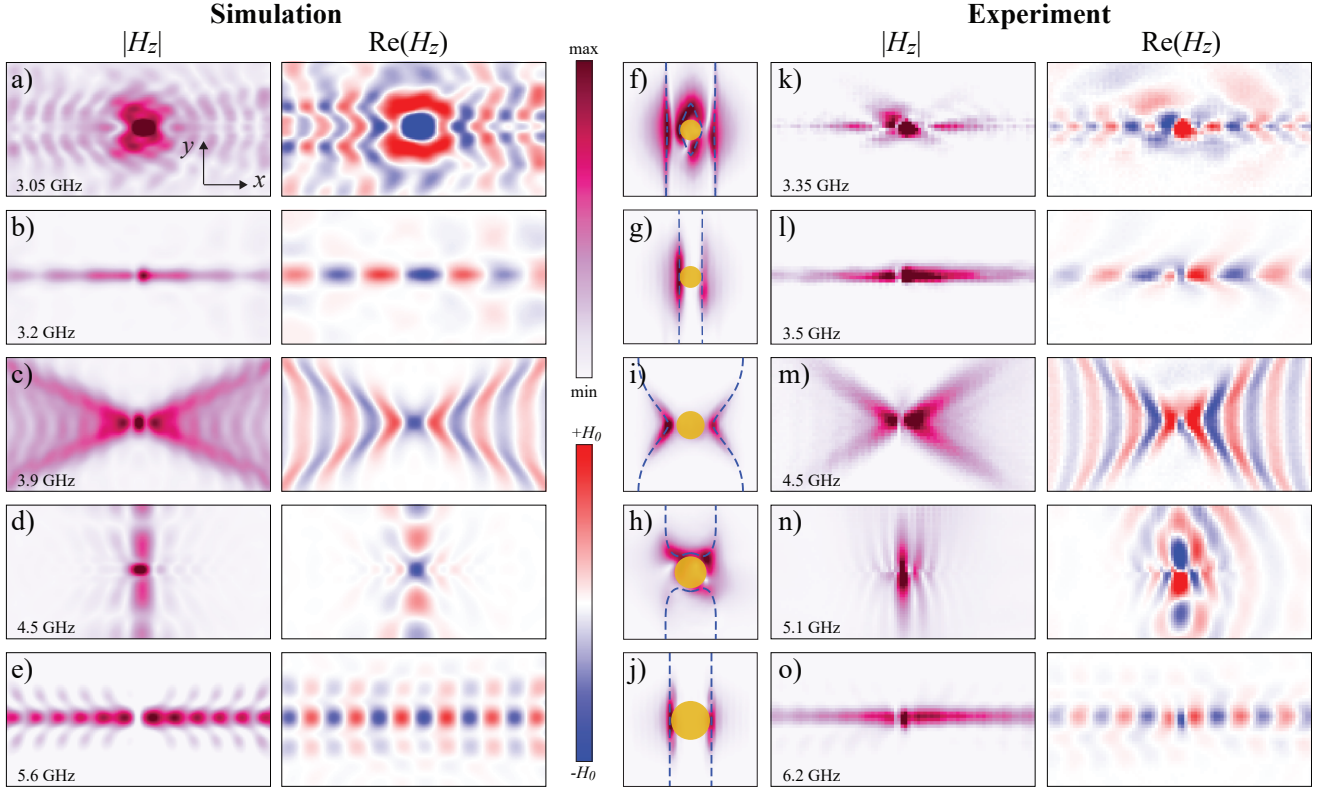 Simulation
Experiment
|Hz|
Re(Hz)
|Hz|
Re(Hz)
max
min
+H0
-H0
a)
y
x
3.05 GHz
f)
k)
3.35 GHz
b)
3.2 GHz
g)
l)
3.5 GHz
c)
3.9 GHz
i)
m)
4.5 GHz
d)
4.5 GHz
h)
n)
5.1 GHz
e)
5.6 GHz
j)
o)
6.2 GHz